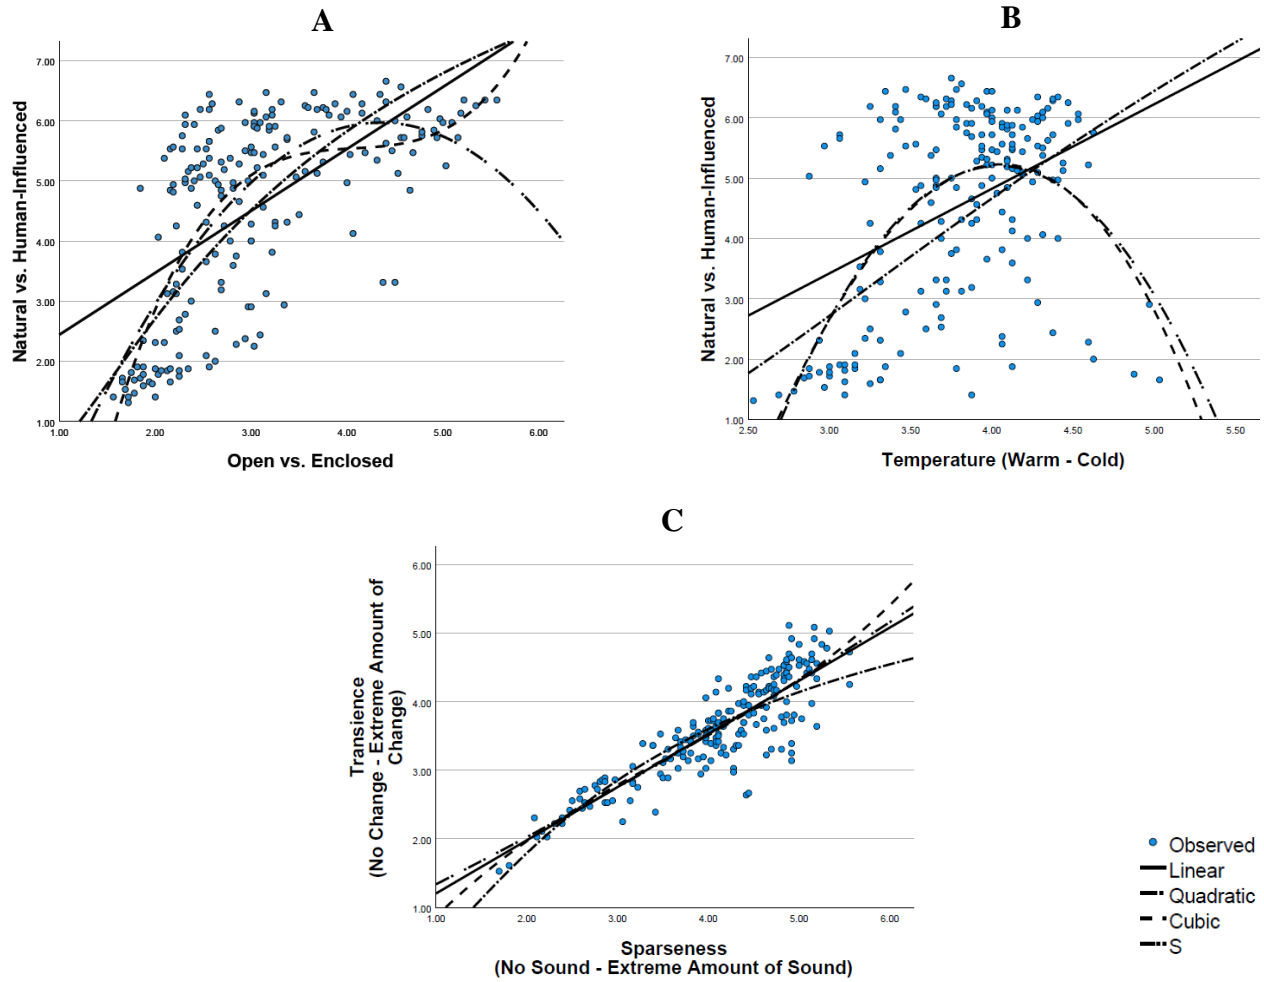 A
B
7.00
6.00
5.00
4.00
3.00
2.00
1.00
Natural vs. Human-Influenced
1.00 2.00 3.00 4.00 5.00 6.00
Open vs. Enclosed
7.00
6.00
5.00
4.00
3.00
2.00
1.00
Natural vs. Human-Influenced
2.50 3.00 3.50 4.00 4.50 5.00 5.50
Temperature (Warm - Cold)
C
6.00
5.00
4.00
3.00
2.00
1.00
Transience
(No Change - Extreme Amount of
Change)
1.00 2.00 3.00 4.00 5.00 6.00
Sparseness
(No Sound - Extreme Amount of Sound)
Observed
Linear
Quadratic
Cubic
S